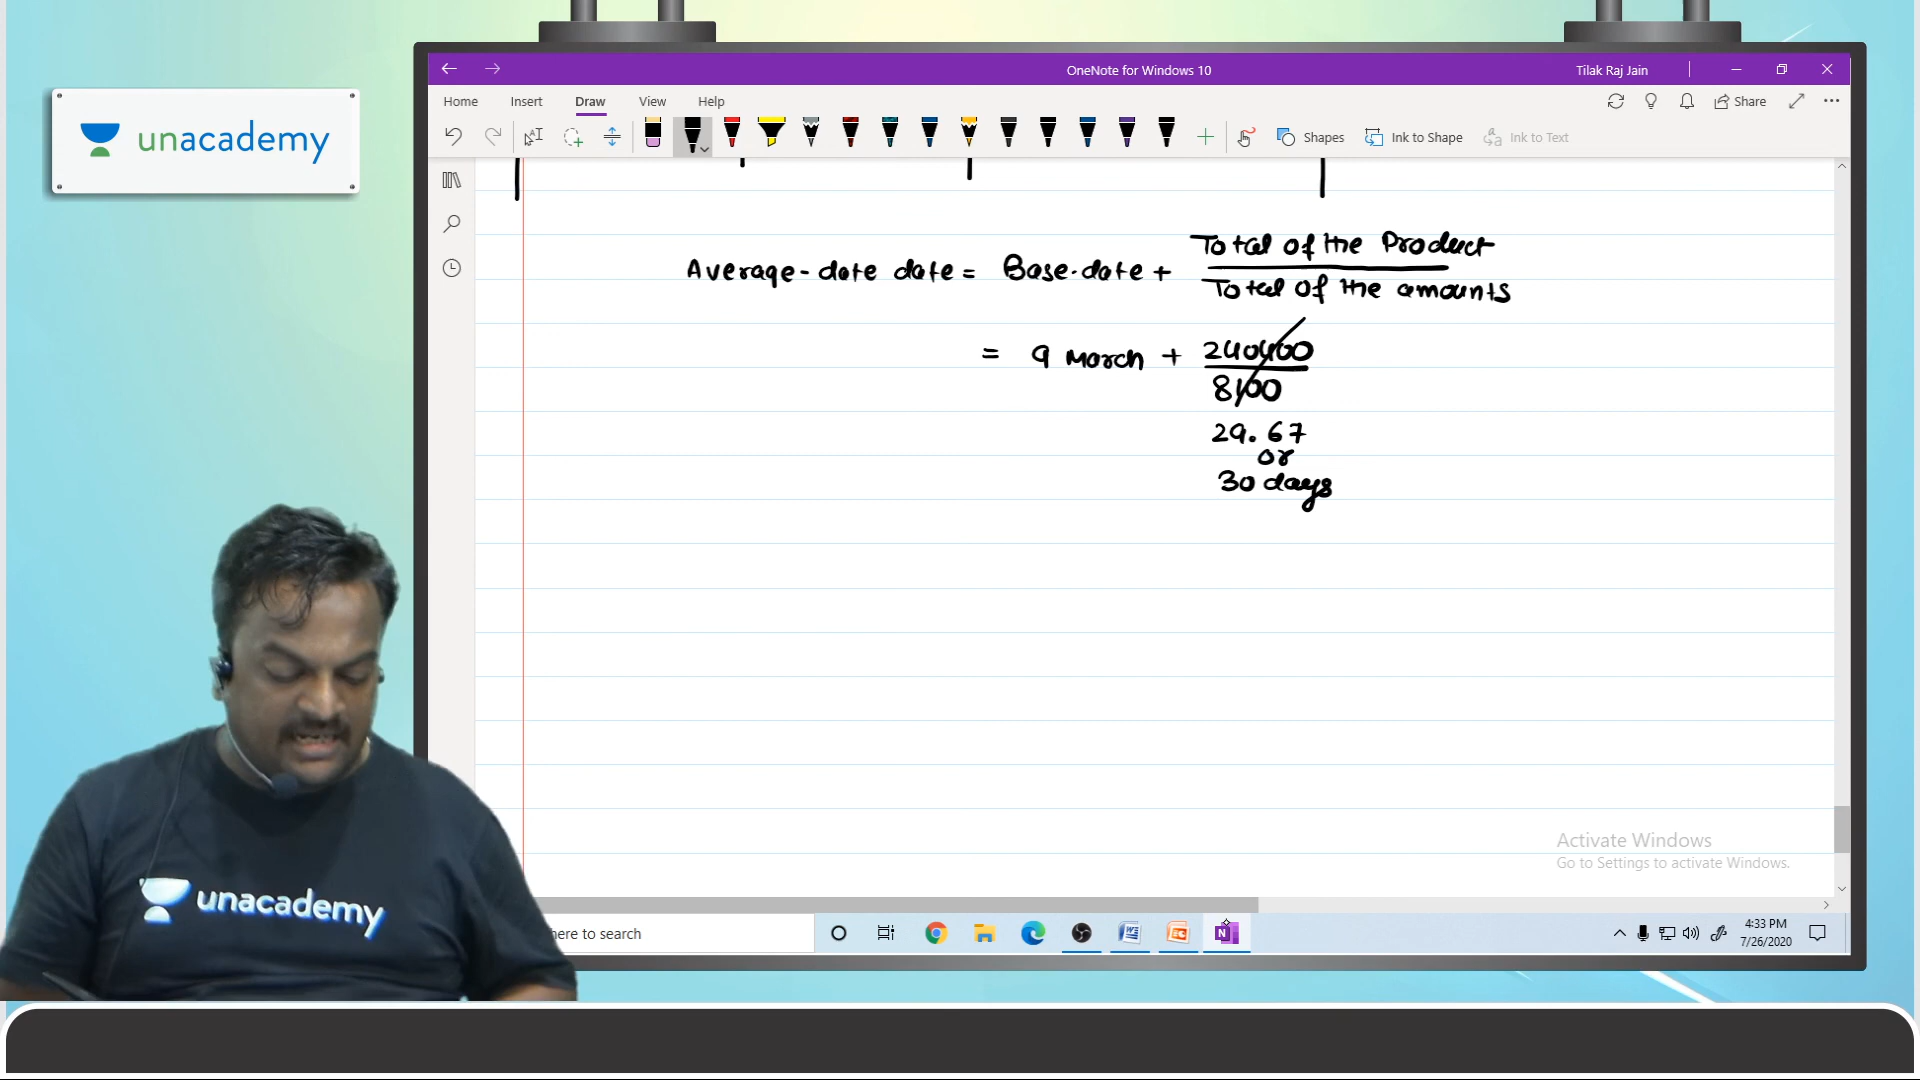 unacademy
OneNote for Windows 10
Tilak Raj Jain
Home Insert Draw View Help
Share
Shapes
Ink to Shape
Ink to Text
Total of the Product
Average-date date = Base-date +
Total of the amounts
= 9 March + 240400
8100
29.67
or
30 days
unacademy
Activate Windows
Go to Settings to activate Windows.
here to search
4:33 PM
7/26/2020